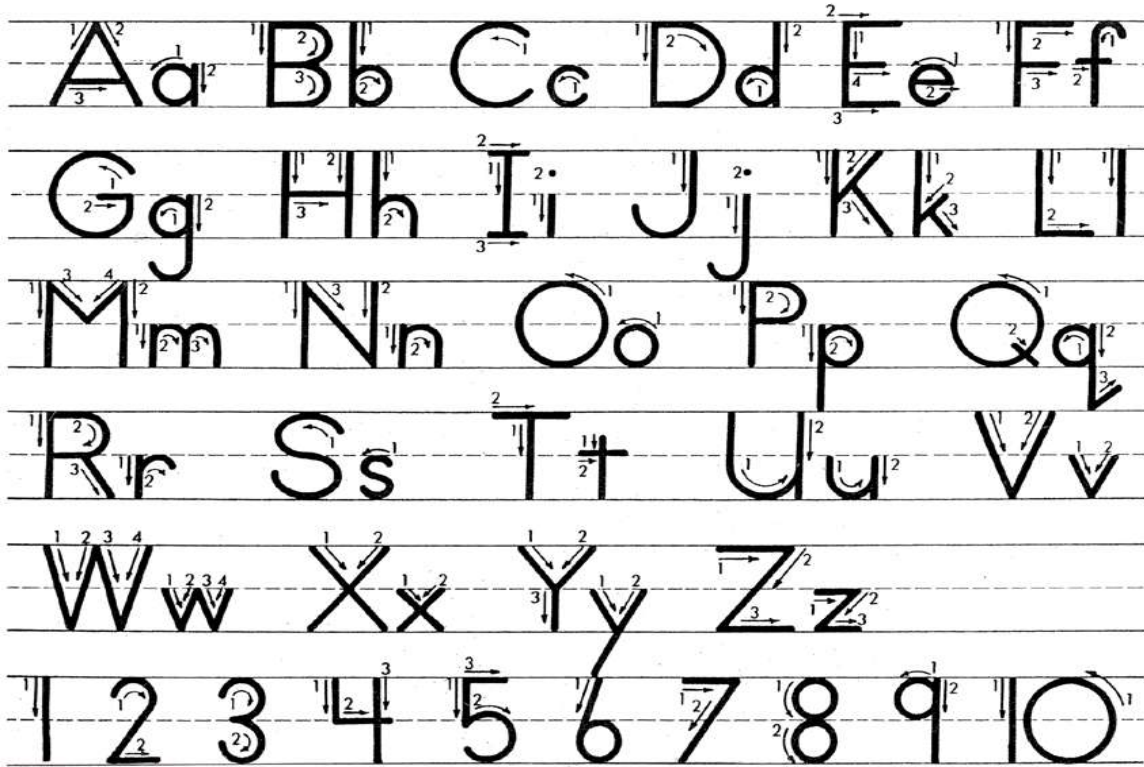 Aa Bb Cc Dd Ee Ff
Gg Hh Ii Jj Kk Ll
Mm Nn Oo Pp Qq
Rr Ss Tt Uu Vv
Ww Xx Yy Zz
1 2 3 4 5 6 7 8 9 10